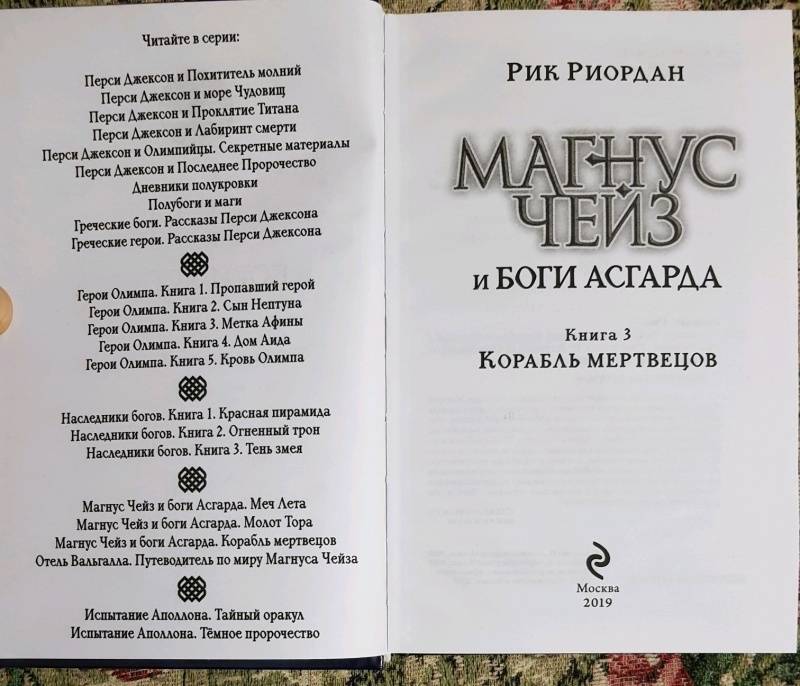 Читайте в серии:
Перси Джексон и Похититель молний
Перси Джексон и море Чудовищ
Перси Джексон и Проклятие Титана
Перси Джексон и Лабиринт смерти
Перси Джексон и Олимпийцы. Секретные материалы
Перси Джексон и Последнее Пророчество
Дневники полукровки
Полубоги и маги
Греческие боги. Рассказы Перси Джексона
Греческие герои. Рассказы Перси Джексона
Герои Олимпа. Книга 1. Пропавший герой
Герои Олимпа. Книга 2. Сын Нептуна
Герои Олимпа. Книга 3. Метка Афины
Герои Олимпа. Книга 4. Дом Аида
Герои Олимпа. Книга 5. Кровь Олимпа
Наследники богов. Книга 1. Красная пирамида
Наследники богов. Книга 2. Огненный трон
Наследники богов. Книга 3. Тень змея
Магнус Чейз и боги Асгарда. Меч Лета
Магнус Чейз и боги Асгарда. Молот Тора
Магнус Чейз и боги Асгарда. Корабль мертвецов
Отель Вальгалла. Путеводитель по миру Магнуса Чейза
Испытание Аполлона. Тайный оракул
Испытание Аполлона. Тёмное пророчество
Рик Риордан
МАГНУС
ЧЕЙЗ
и БОГИ АСГАРДА
Книга 3
Корабль мертвецов
Москва
2019